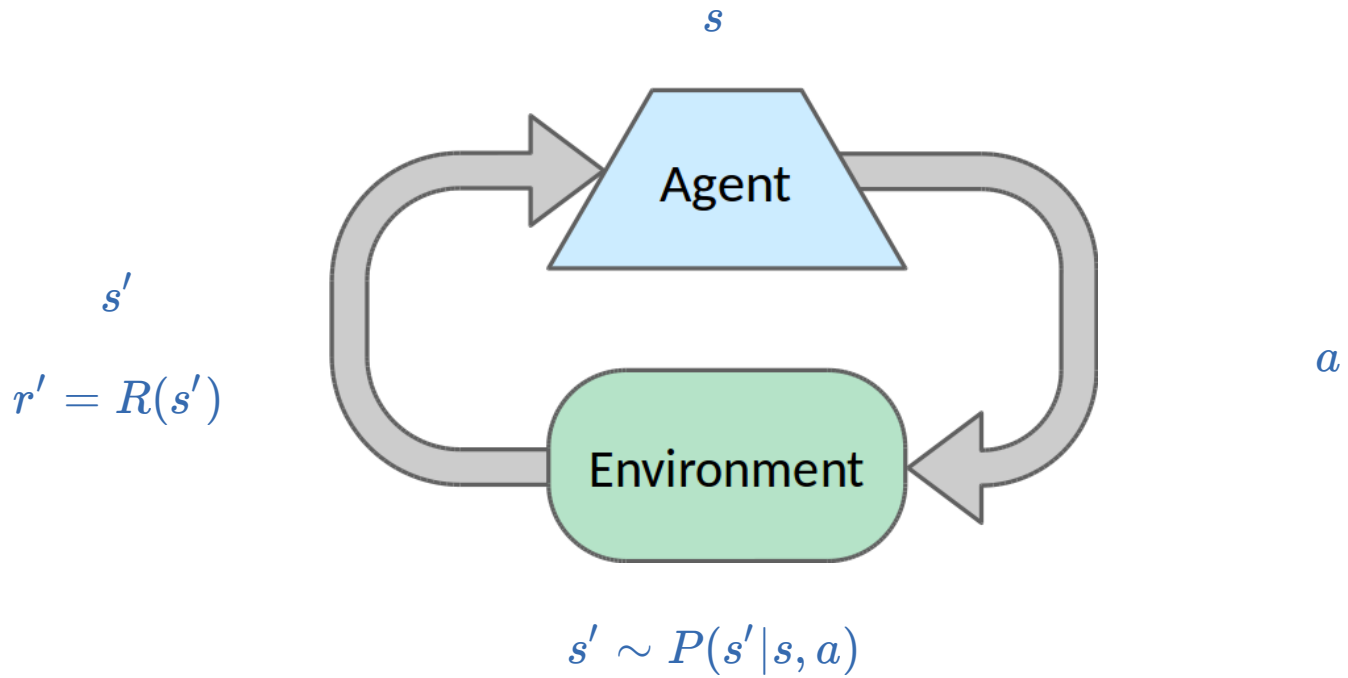 s
Agent
s′
r′ = R(s′)
a
Environment
s′ ∼ P(s′|s, a)